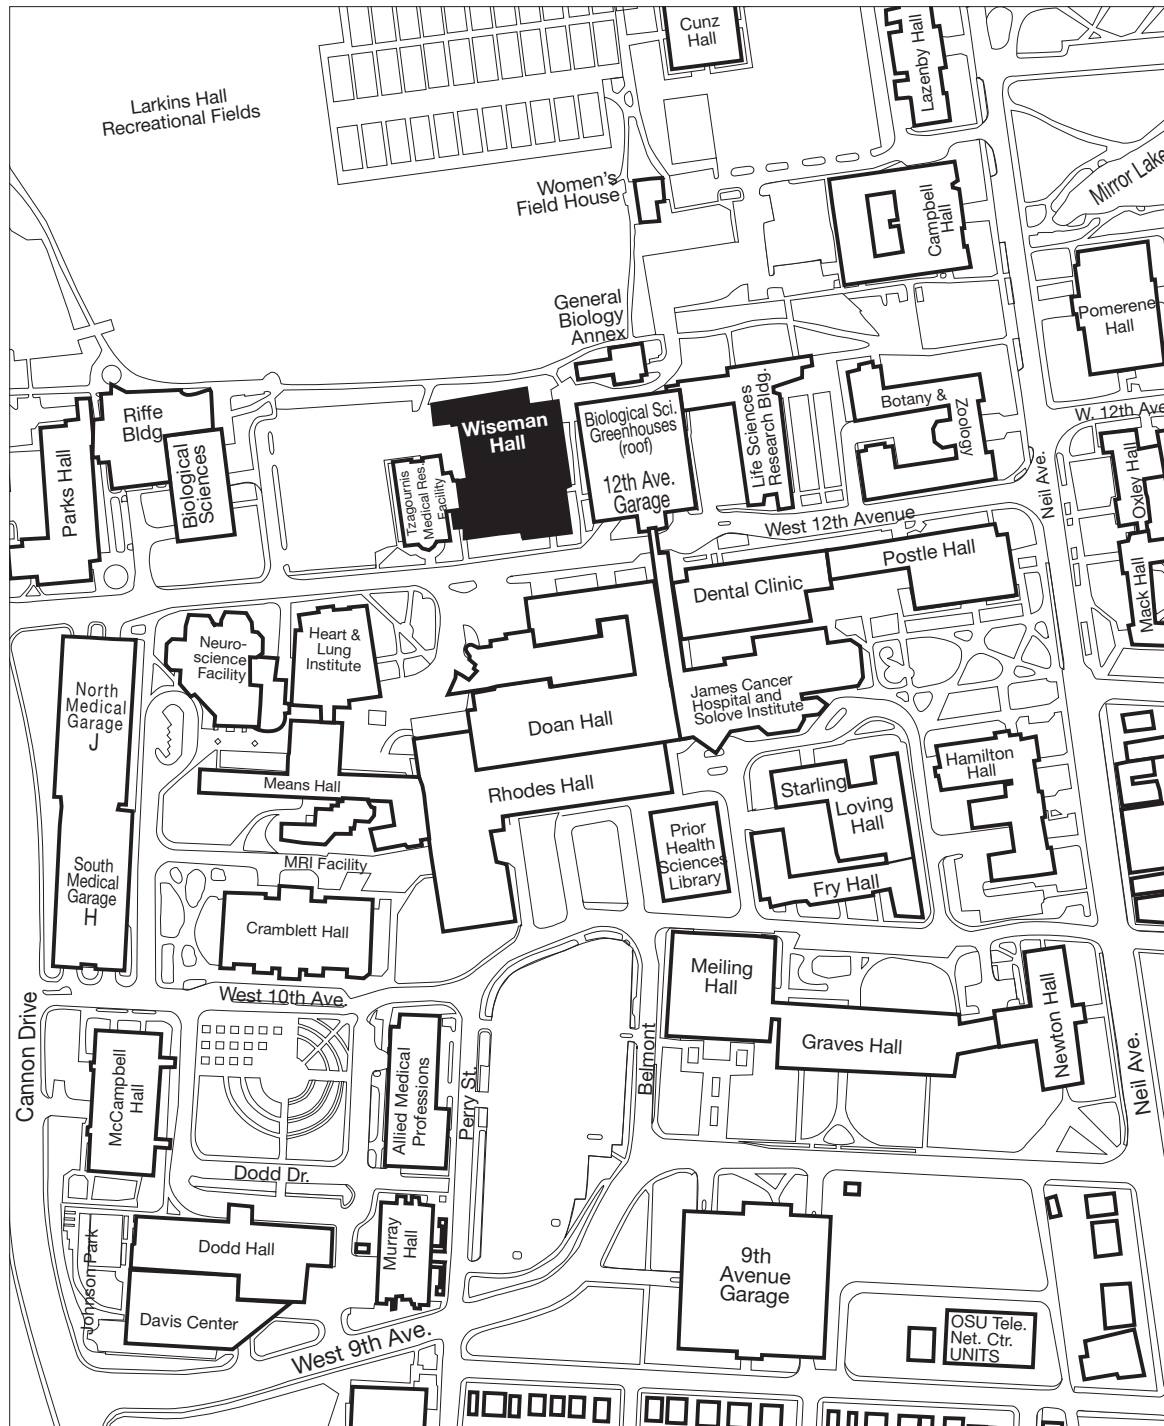 Cunz
Hall
Lazenby Hall
Larkins Hall
Recreational Fields
Women's
Field House
Mirror Lake
Campbell
Hall
General
Biology
Annex
Pomerene
Hall
Riffe
Bldg.
Parks Hall
Biological
Sciences
Wiseman
Hall
Tzagournis
Medical Res.
Facility
Biological Sci.
Greenhouses
(roof)
12th Ave.
Garage
Life Sciences
Research Bldg.
Botany &
Zoology
W. 12th Ave
Neil Ave.
Oxley Hall
West 12th Avenue
Mack Hall
Postle Hall
Dental Clinic
Neuro-
science
Facility
Heart &
Lung
Institute
North
Medical
Garage
J
James Cancer
Hospital and
Solove Institute
Doan Hall
Means Hall
Rhodes Hall
Hamilton
Hall
Starling
Loving
Hall
MRI Facility
Prior
Health
Sciences
Library
Fry Hall
South
Medical
Garage
H
Cramblett Hall
West 10th Ave.
Meiling
Hall
Graves Hall
Newton Hall
Cannon Drive
McCampbell
Hall
Allied Medical
Professions
Perry St.
Belmont
Neil Ave.
Dodd Dr.
Dodd Hall
Murray
Hall
Johnson Park
Davis Center
West 9th Ave.
9th
Avenue
Garage
OSU Tele.
Net. Ctr.
UNITS